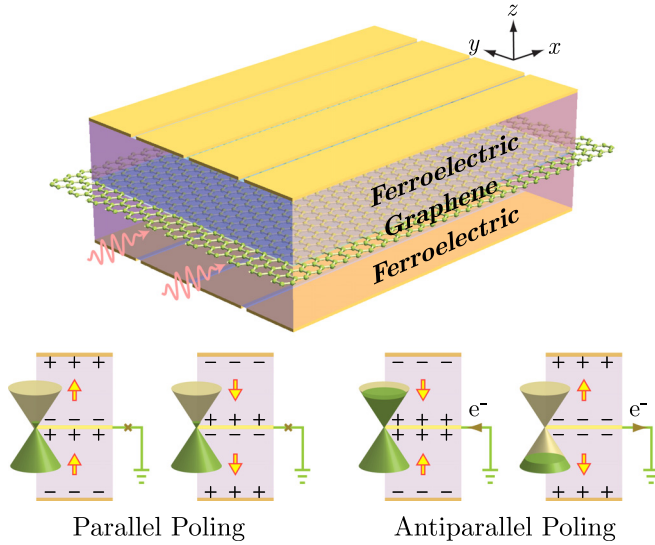 z
y
x
Ferroelectric
Graphene
Ferroelectric
+ + +
− − −
+ + +
− − −
− − −
+ + +
− − −
+ + +
− − −
+ + +
+ + +
− − −
e⁻
+ + +
− − −
− − −
+ + +
e⁻
Parallel Poling
Antiparallel Poling